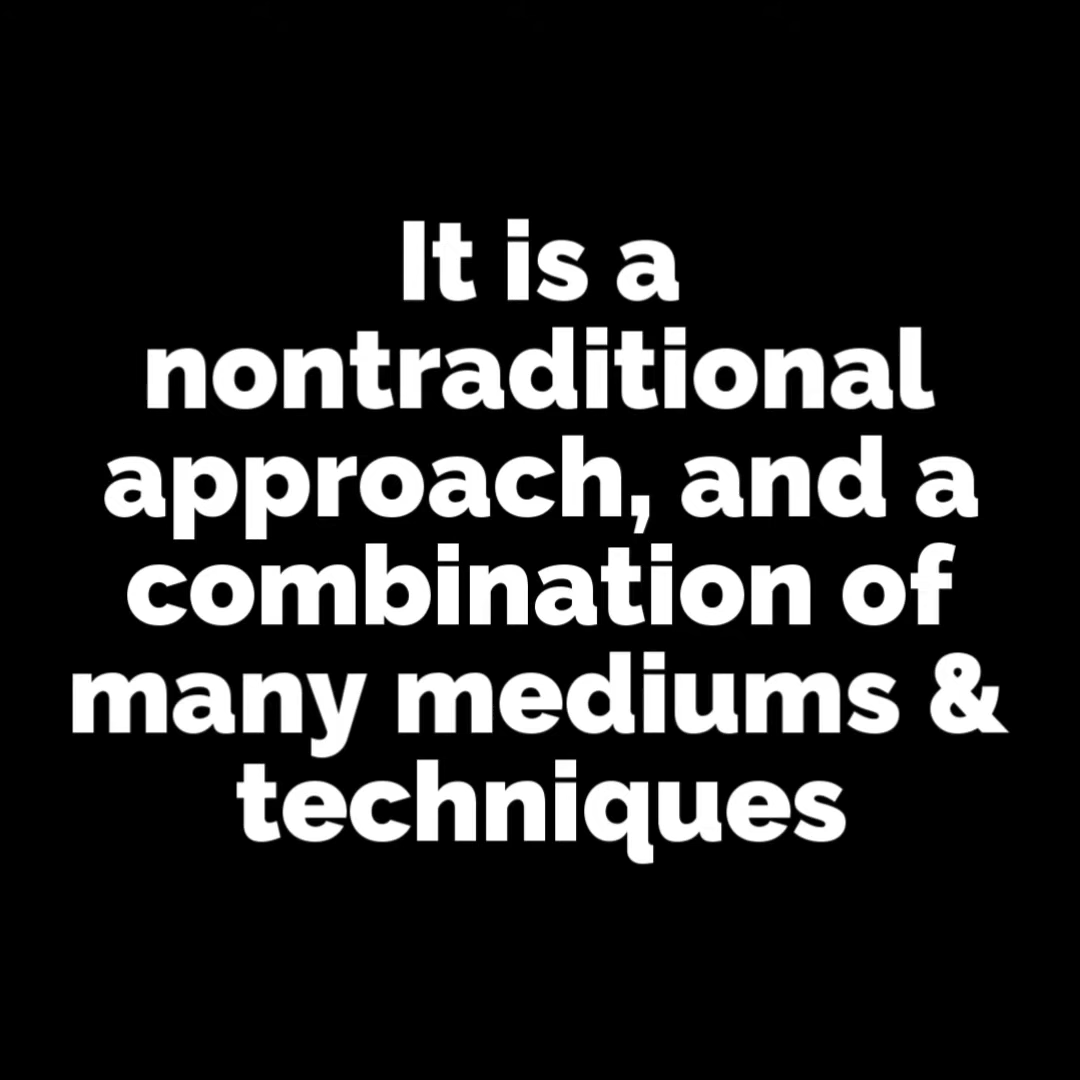 It is a
nontraditional
approach, and a
combination of
many mediums &
techniques